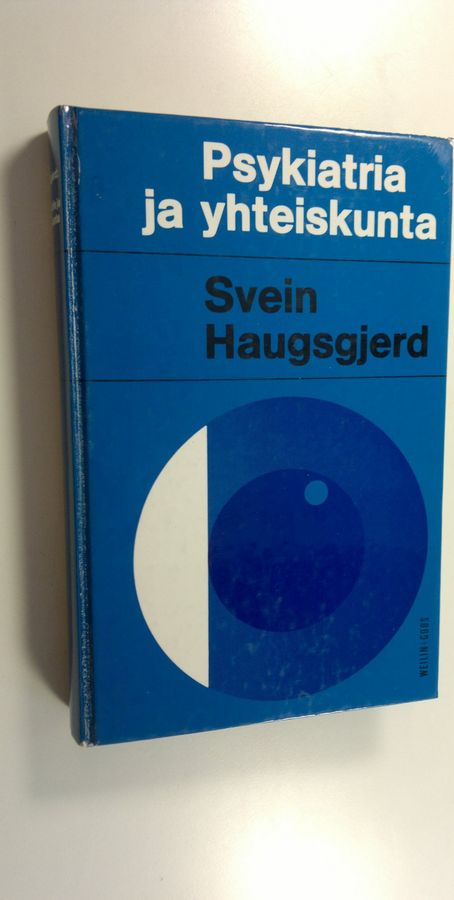 Psykiatria
ja yhteiskunta
Svein
Haugsgjerd
WEILIN+GÖÖS